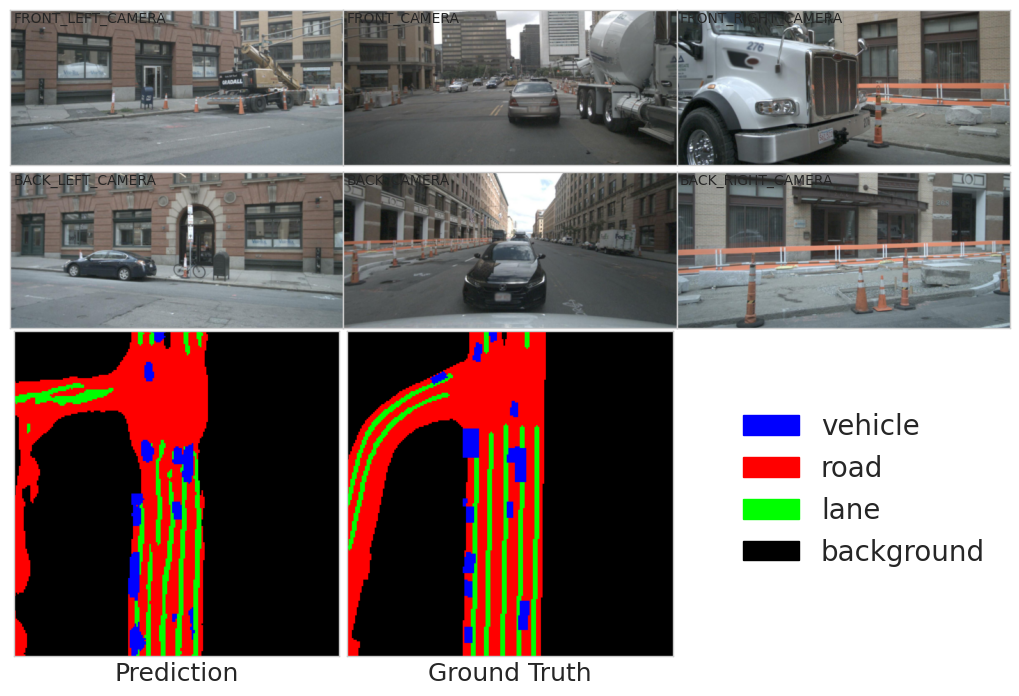 FRONT_LEFT_CAMERA
FRONT_CAMERA
FRONT_RIGHT_CAMERA
276
BACK_LEFT_CAMERA
BACK_CAMERA
BACK_RIGHT_CAMERA
vehicle
road
lane
background
Prediction
Ground Truth